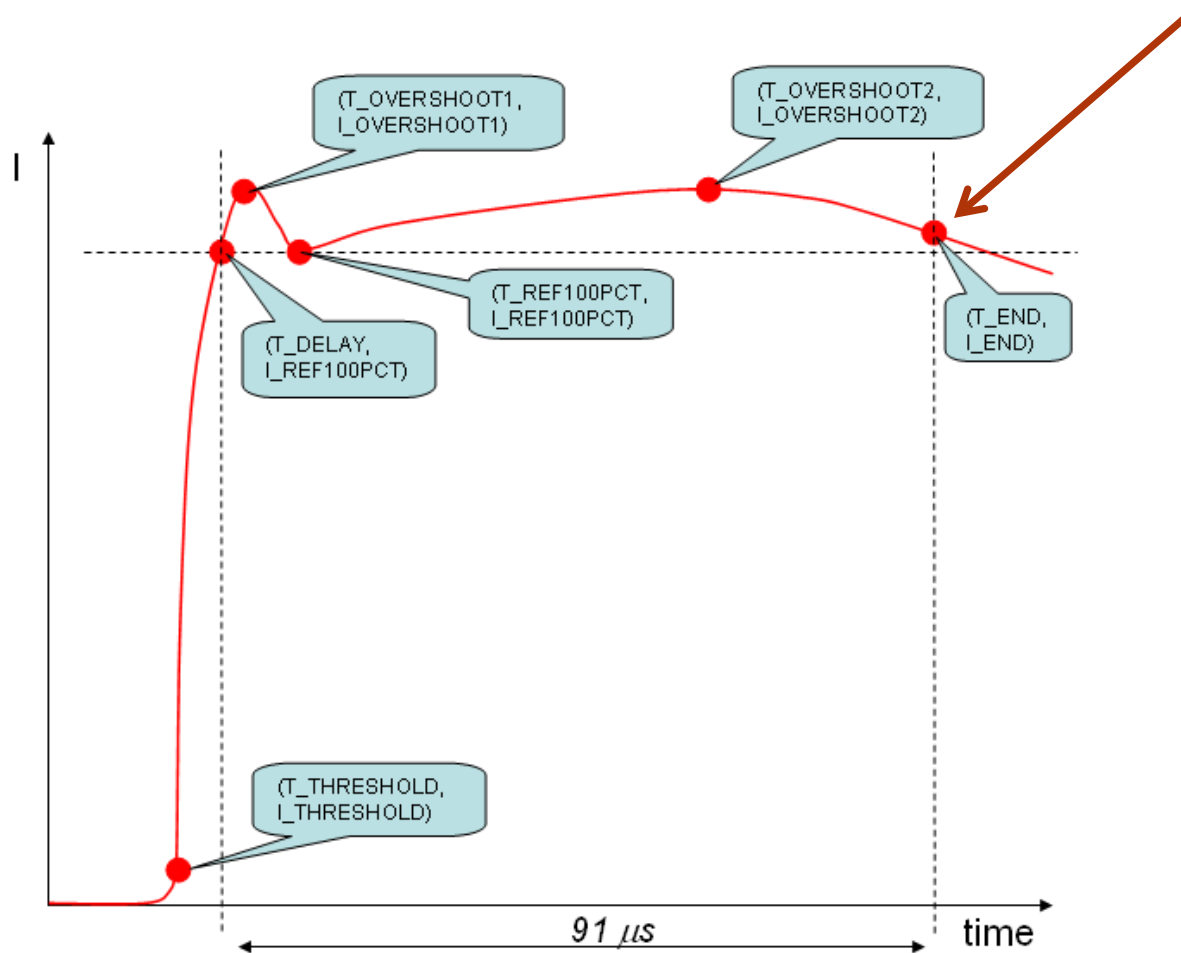 (T_OVERSHOOT1,
I_OVERSHOOT1)
(T_OVERSHOOT2,
I_OVERSHOOT2)
I
(T_REF100PCT,
I_REF100PCT)
(T_DELAY,
I_REF100PCT)
(T_END,
I_END)
(T_THRESHOLD,
I_THRESHOLD)
91 μs
time